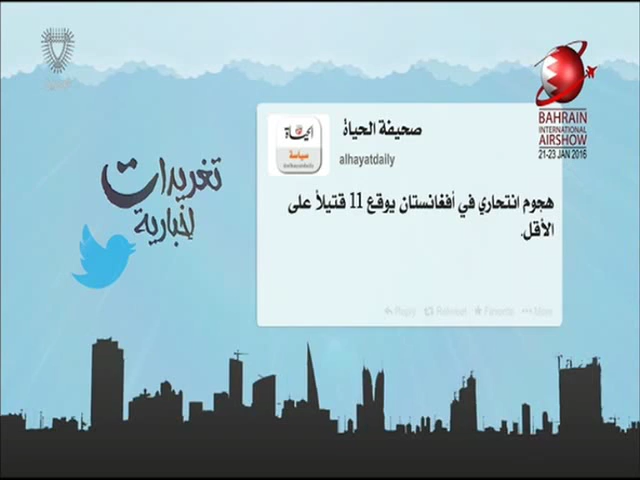 BAHRAIN
INTERNATIONAL
AIRSHOW
21-23 JAN 2016
صحيفة الحياة
alhayatdaily
الحياة
سياسة
تغريدات
إخبارية
هجوم انتحاري في أفغانستان يوقع 11 قتيلاً على
الأقل.
Reply Retweet Favorite More